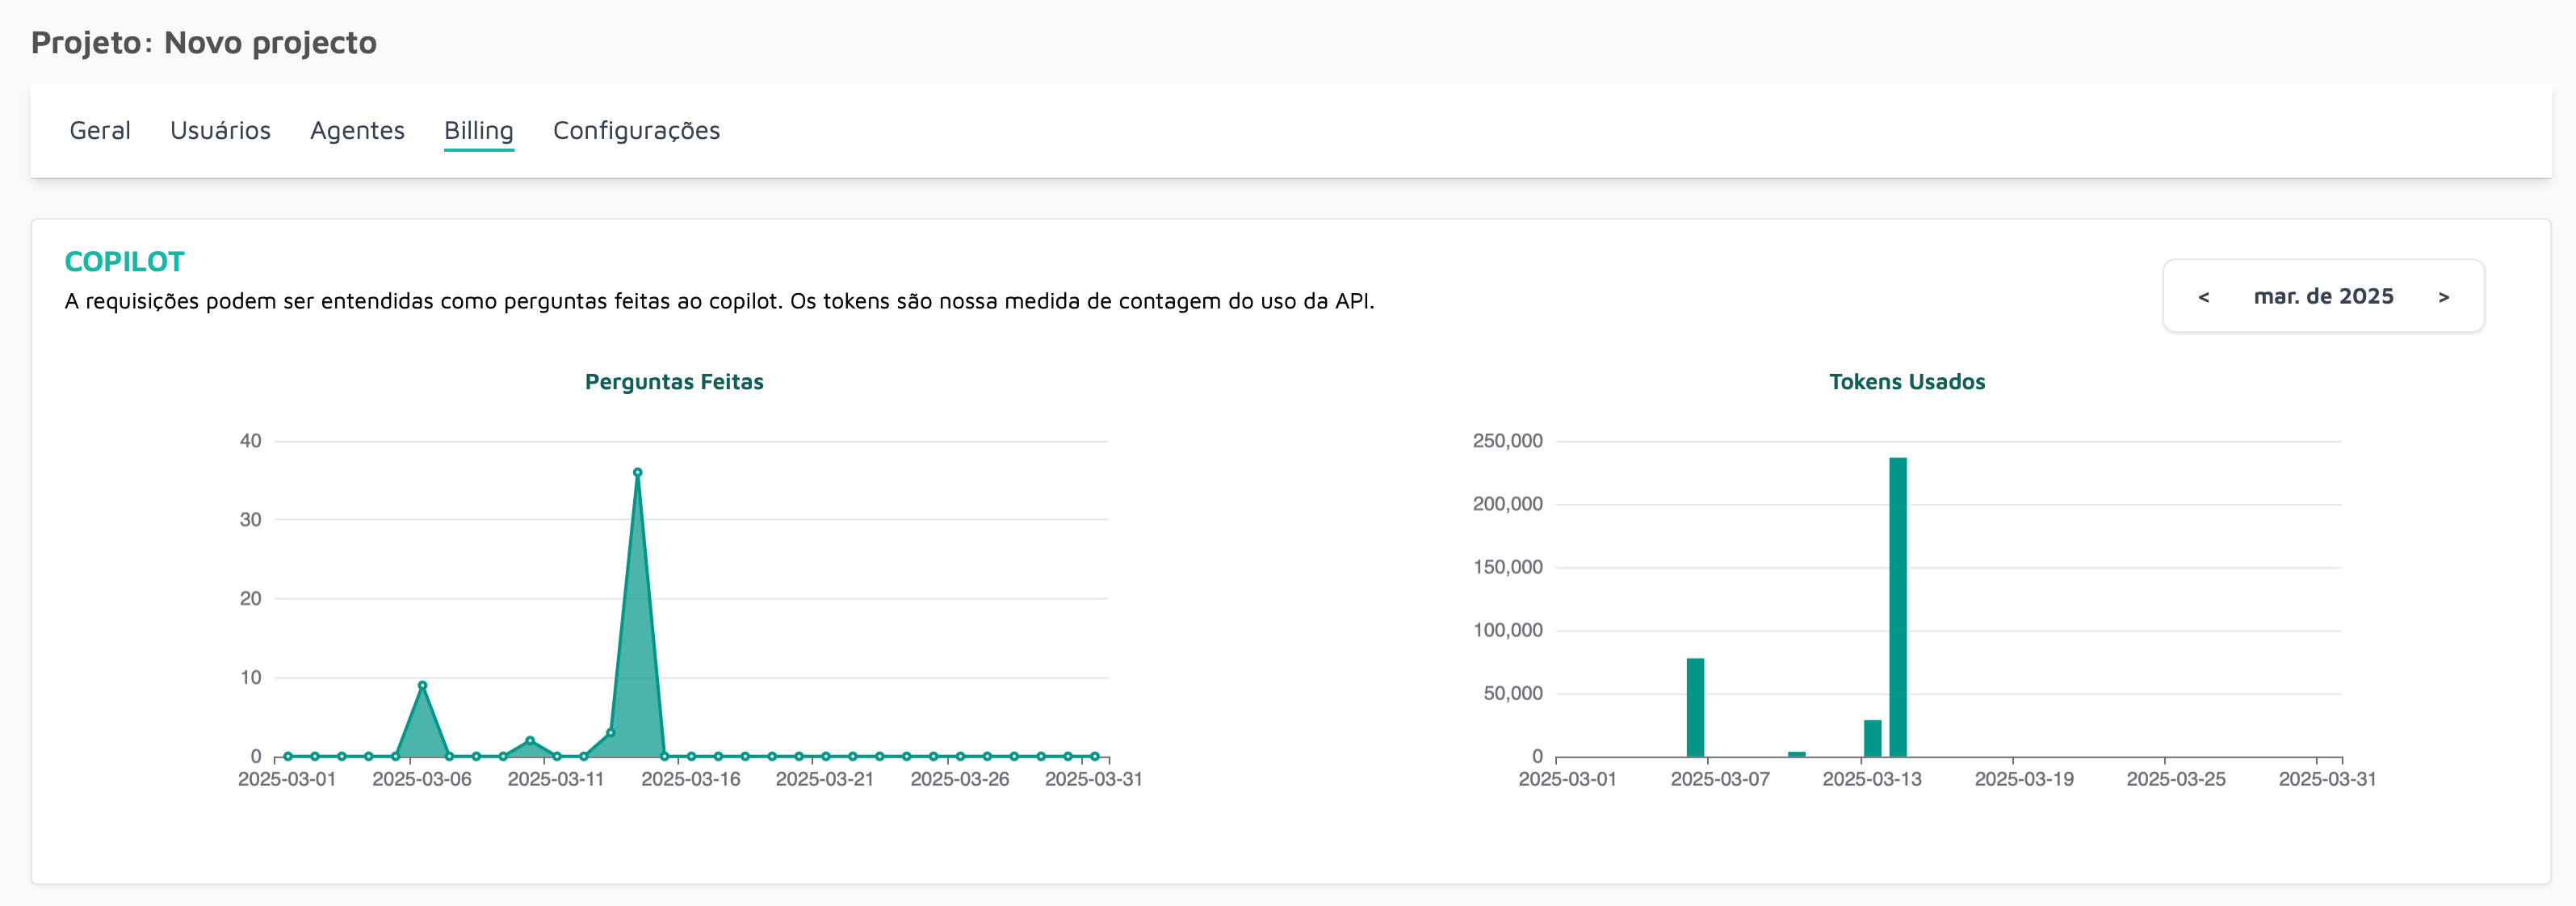 Projeto: Novo projecto
Geral Usuários Agentes Billing Configurações
COPILOT
A requisições podem ser entendidas como perguntas feitas ao copilot. Os tokens são nossa medida de contagem do uso da API.
< mar. de 2025 >
Perguntas Feitas
40
30
20
10
0
2025-03-01 2025-03-06 2025-03-11 2025-03-16 2025-03-21 2025-03-26 2025-03-31
Tokens Usados
250,000
200,000
150,000
100,000
50,000
0
2025-03-01 2025-03-07 2025-03-13 2025-03-19 2025-03-25 2025-03-31